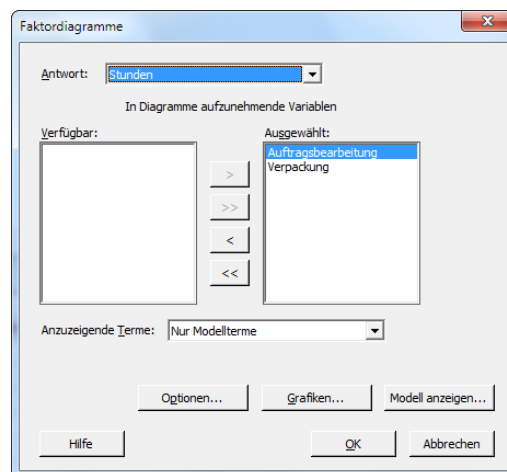 Faktordiagramme
Antwort: Stunden
In Diagramme aufzunehmende Variablen
Verfügbar: Ausgewählt:
Auftragsbearbeitung
Verpackung
>
>>
<
<<
Anzuzeigende Terme: Nur Modellterme
Optionen... Grafiken... Modell anzeigen...
Hilfe OK Abbrechen